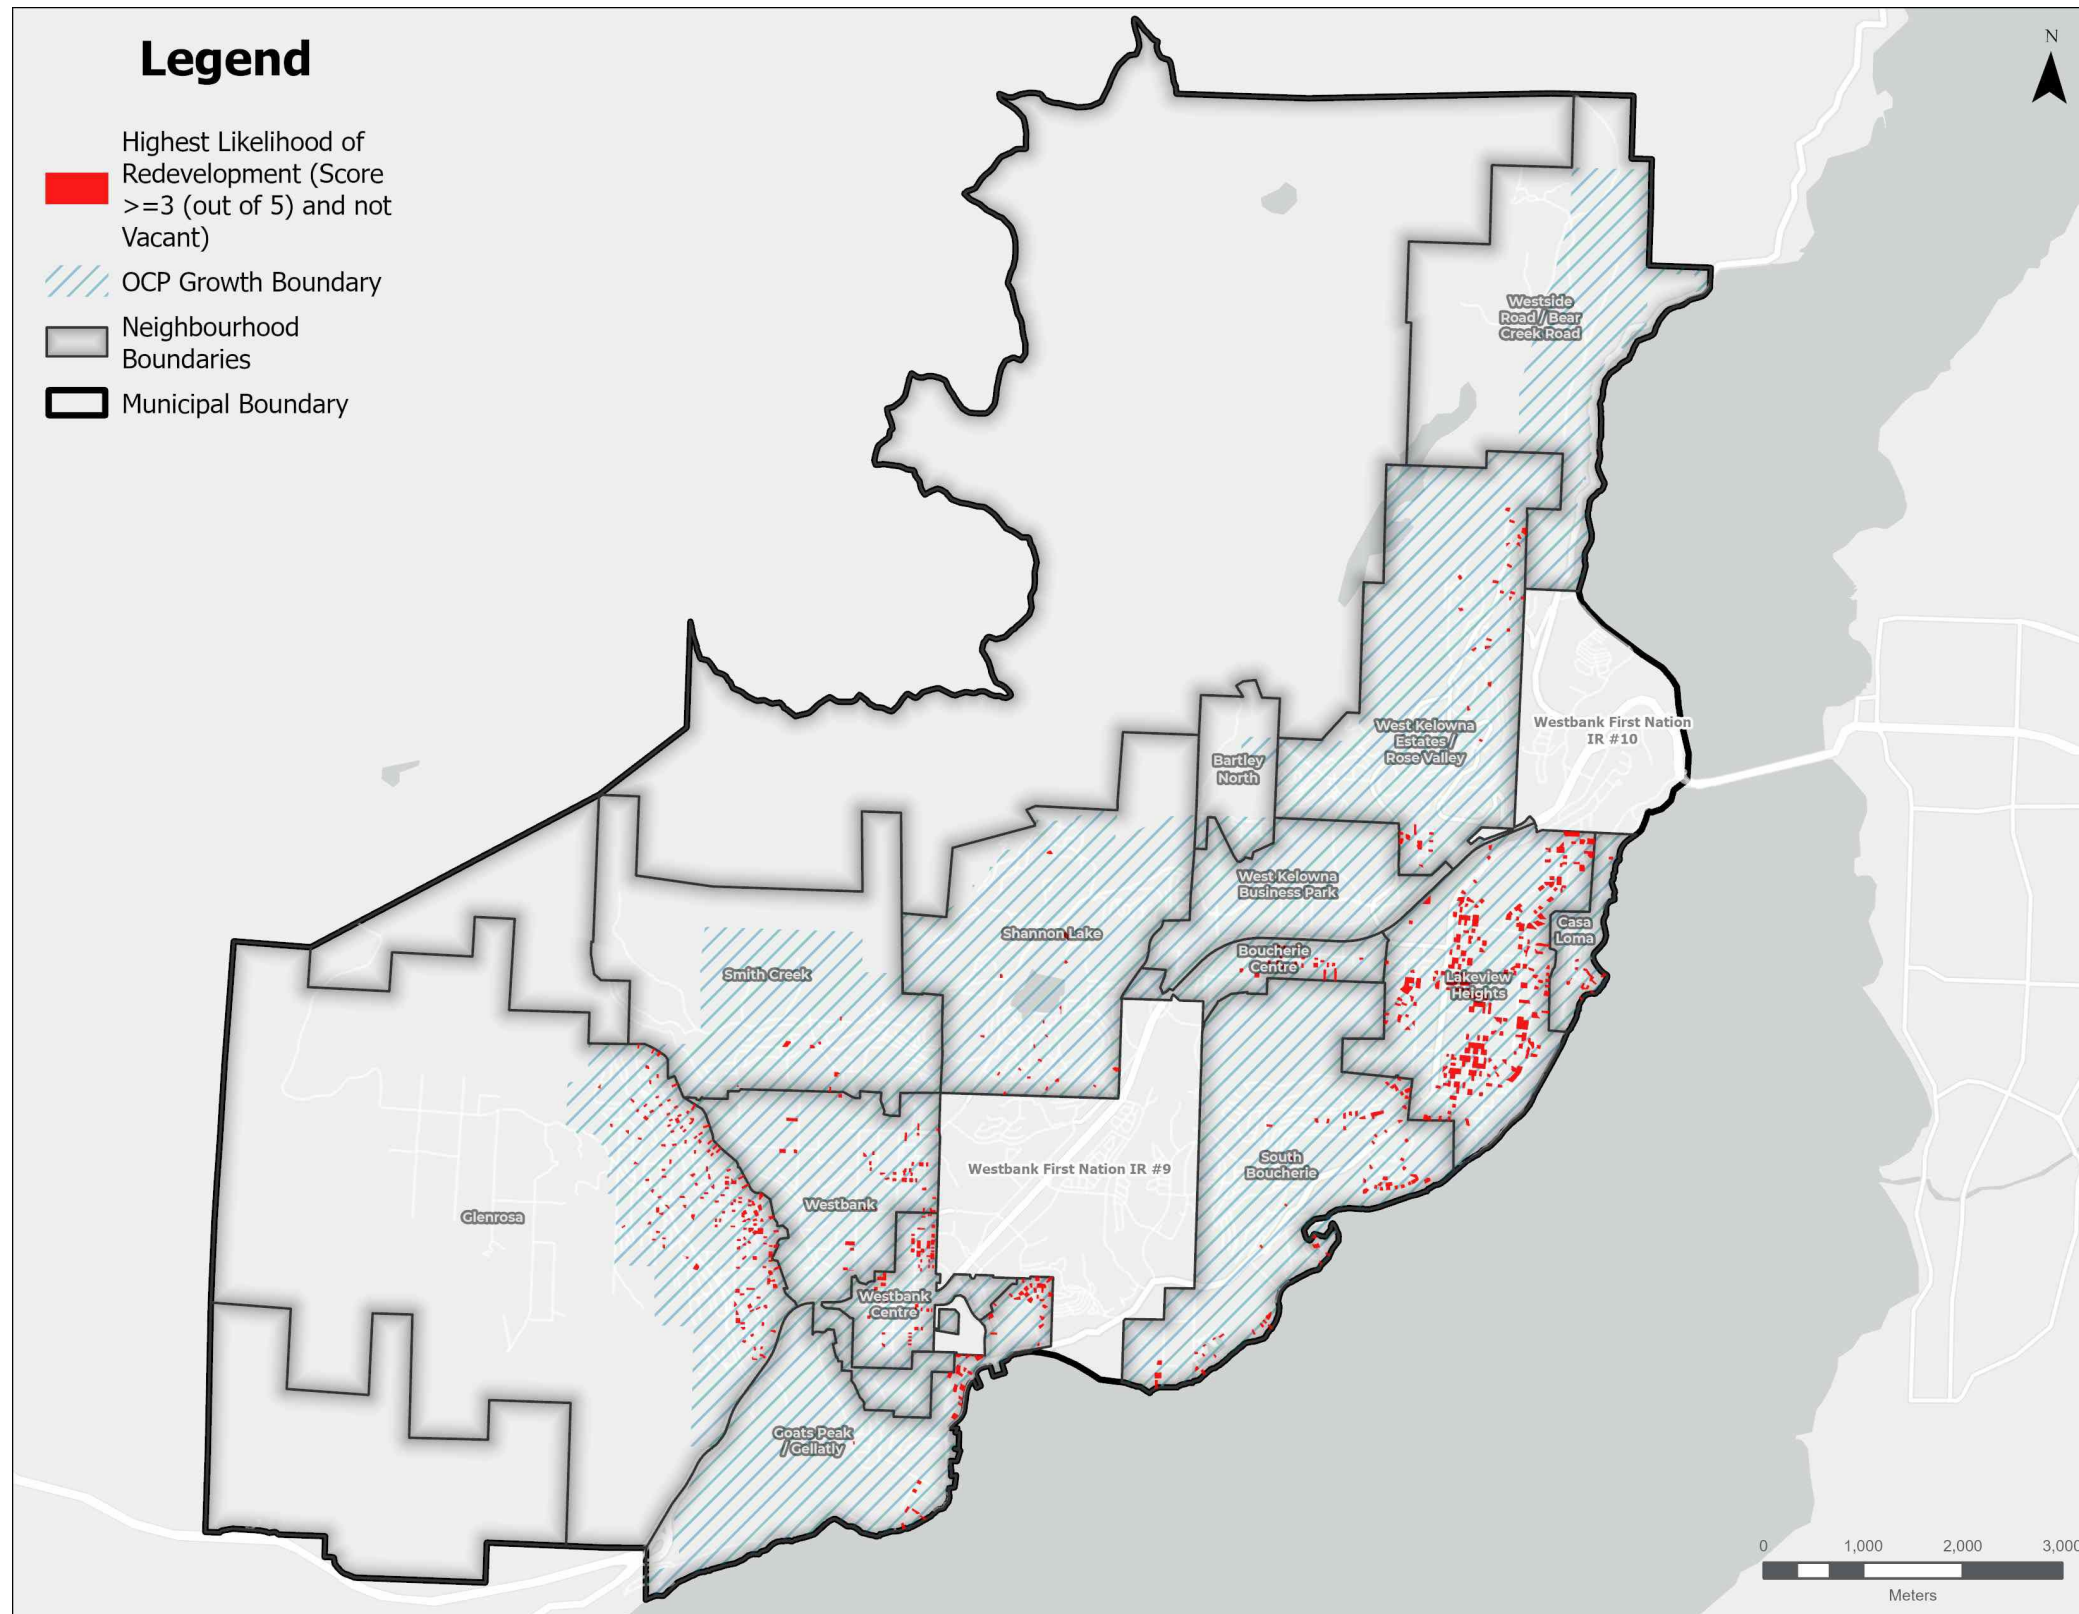 Legend
Highest Likelihood of
Redevelopment (Score
>=3 (out of 5) and not
Vacant)
OCP Growth Boundary
Neighbourhood
Boundaries
Municipal Boundary
N
Westside
Road / Bear
Creek Road
West Kelowna
Estates /
Rose Valley
Westbank First Nation
IR #10
Bartley
North
West Kelowna
Business Park
Shannon Lake
Boucherie
Centre
Casa
Loma
Lakeview
Heights
Smith Creek
Westbank First Nation IR #9
South
Boucherie
Westbank
Glenrosa
Westbank
Centre
Goats Peak
/ Gellatly
0 1,000 2,000 3,000
Meters